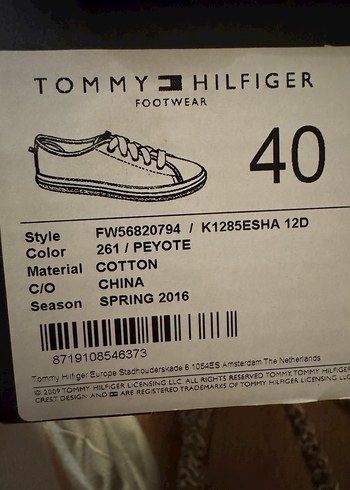 TOMMY HILFIGER
FOOTWEAR
40
Style FW56820794 / K1285ESHA 12D
Color 261 / PEYOTE
Material COTTON
C/O CHINA
Season SPRING 2016
8719108546373
Tommy Hilfiger Europe Stadhouderskade 6 1054ES Amsterdam The Netherlands
© 2009 TOMMY HILFIGER LICENSING LLC. ALL RIGHTS RESERVED TOMMY, TOMMY HILFIGER
CREST DESIGN AND ARE REGISTERED TRADEMARKS OF TOMMY HILFIGER LICENSING LLC